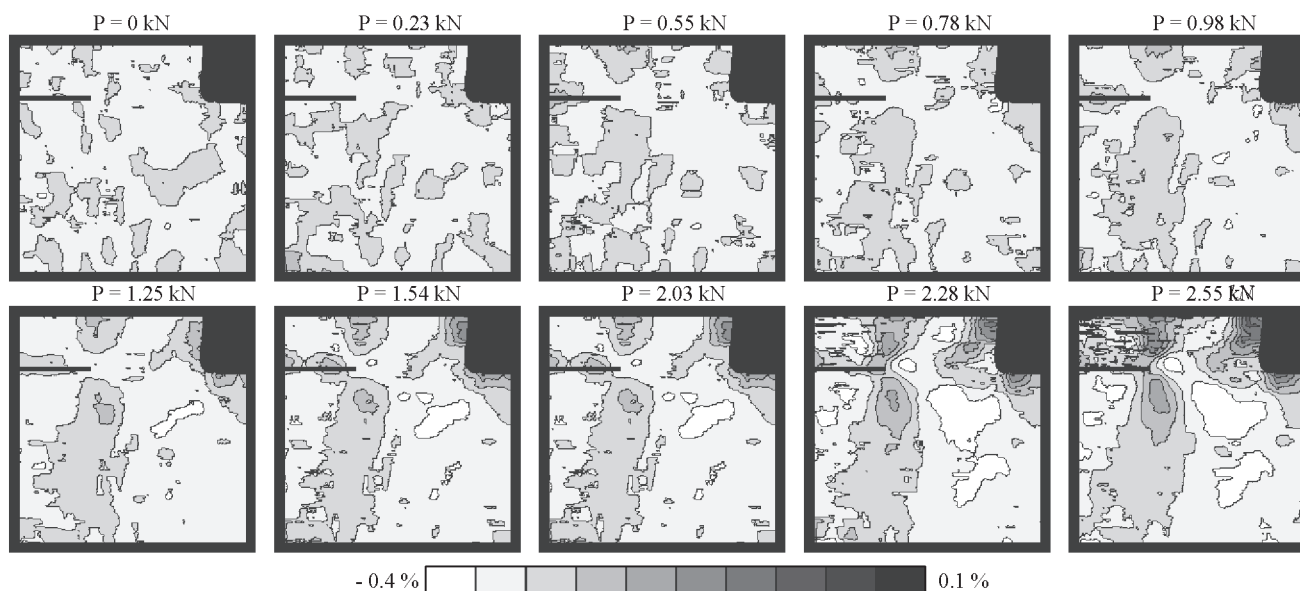 P = 0 kN P = 0.23 kN P = 0.55 kN P = 0.78 kN P = 0.98 kN
P = 1.25 kN P = 1.54 kN P = 2.03 kN P = 2.28 kN P = 2.55 kN
- 0.4 % 0.1 %